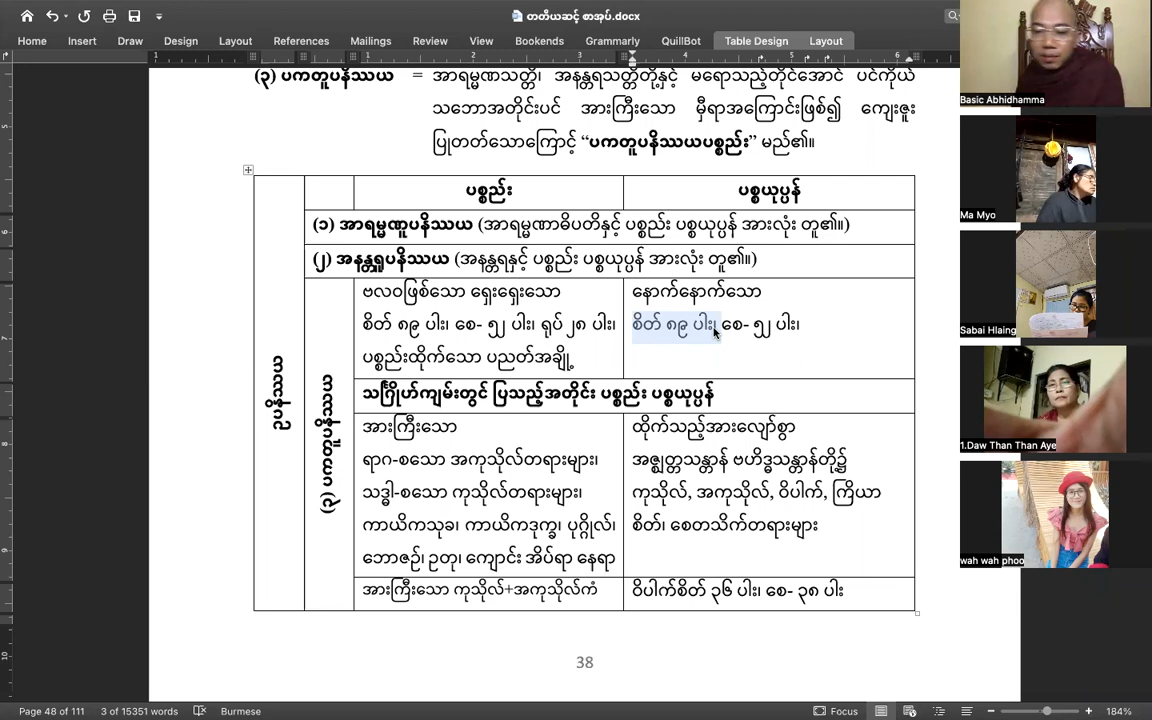 တတိယဆင့် စာအုပ်.docx
Home Insert Draw Design Layout References Mailings Review View Bookends Grammarly QuillBot Table Design Layout
(၃) ပကတူပနိဿယ = အာရမ္မဏသတ္တိ၊ အနန္တရသတ္တိတို့နှင့် မရောသည့်တိုင်အောင် ပင်ကိုယ်
သဘောအတိုင်းပင် အားကြီးသော မှီရာအကြောင်းဖြစ်၍ ကျေးဇူး
ပြုတတ်သောကြောင့် “ပကတူပနိဿယပစ္စည်း” မည်၏။
ပစ္စည်း ပစ္စယုပ္ပန်
(၁) အာရမ္မဏူပနိဿယ (အာရမ္မဏာဓိပတိနှင့် ပစ္စည်း ပစ္စယုပ္ပန် အားလုံး တူ၏။)
(၂) အနန္တရူပနိဿယ (အနန္တရနှင့် ပစ္စည်း ပစ္စယုပ္ပန် အားလုံး တူ၏။)
ဥပနိဿယ
(၃) ပကတူပနိဿယ
ဗလဝဖြစ်သော ရှေးရှေးသော
စိတ် ၈၉ ပါး၊ စေ- ၅၂ ပါး၊ ရုပ် ၂၈ ပါး၊
ပစ္စည်းထိုက်သော ပညတ်အချို့
နောက်နောက်သော
စိတ် ၈၉ ပါး၊ စေ- ၅၂ ပါး၊
သင်္ဂြိုဟ်ကျမ်းတွင် ပြသည့်အတိုင်း ပစ္စည်း ပစ္စယုပ္ပန်
အားကြီးသော
ရာဂ-စသော အကုသိုလ်တရားများ၊
သဒ္ဓါ-စသော ကုသိုလ်တရားများ၊
ကာယိကသုခ၊ ကာယိကဒုက္ခ၊ ပုဂ္ဂိုလ်၊
ဘောဇဉ်၊ ဥတု၊ ကျောင်း အိပ်ရာ နေရာ
ထိုက်သည့်အားလျော်စွာ
အဇ္ဈတ္တသန္တာန် ဗဟိဒ္ဓသန္တာန်တို့၌
ကုသိုလ်, အကုသိုလ်, ဝိပါက်, ကြိယာ
စိတ်၊ စေတသိက်တရားများ
အားကြီးသော ကုသိုလ်+အကုသိုလ်ကံ
ဝိပါက်စိတ် ၃၆ ပါး၊ စေ- ၃၈ ပါး
38
Page 48 of 111 3 of 15351 words Burmese Focus 184%
Basic Abhidhamma
Ma Myo
Sabai Hlaing
1.Daw Than Than Aye
wah wah phoo